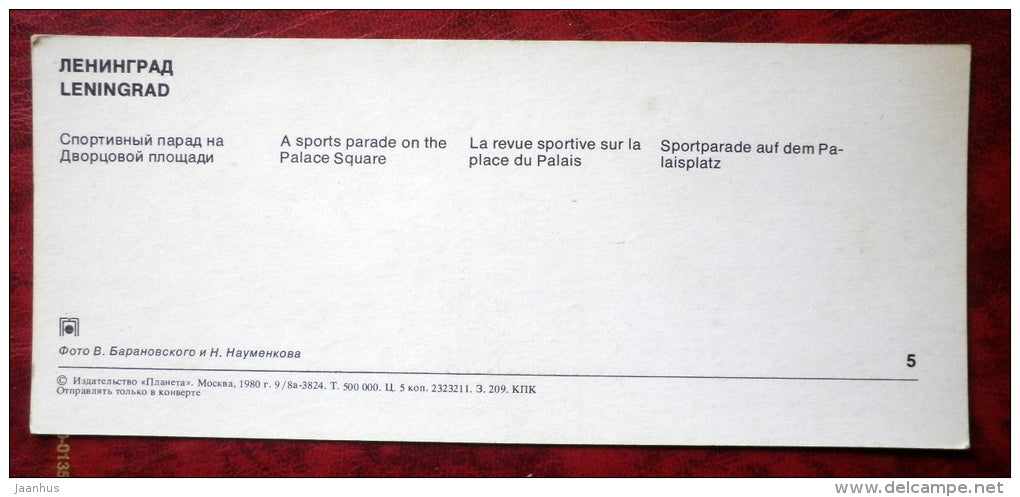 ЛЕНИНГРАД
LENINGRAD
Спортивный парад на
Дворцовой площади
A sports parade on the
Palace Square
La revue sportive sur la
place du Palais
Sportparade auf dem Pa-
laisplatz
Фото В. Барановского и Н. Науменкова
5
© Издательство «Планета». Москва, 1980 г. 9/8а-3824. Т. 500 000. Ц. 5 коп. 2323211. З. 209. КПК
Отправлять только в конверте
jaanhus
www.delcampe.net